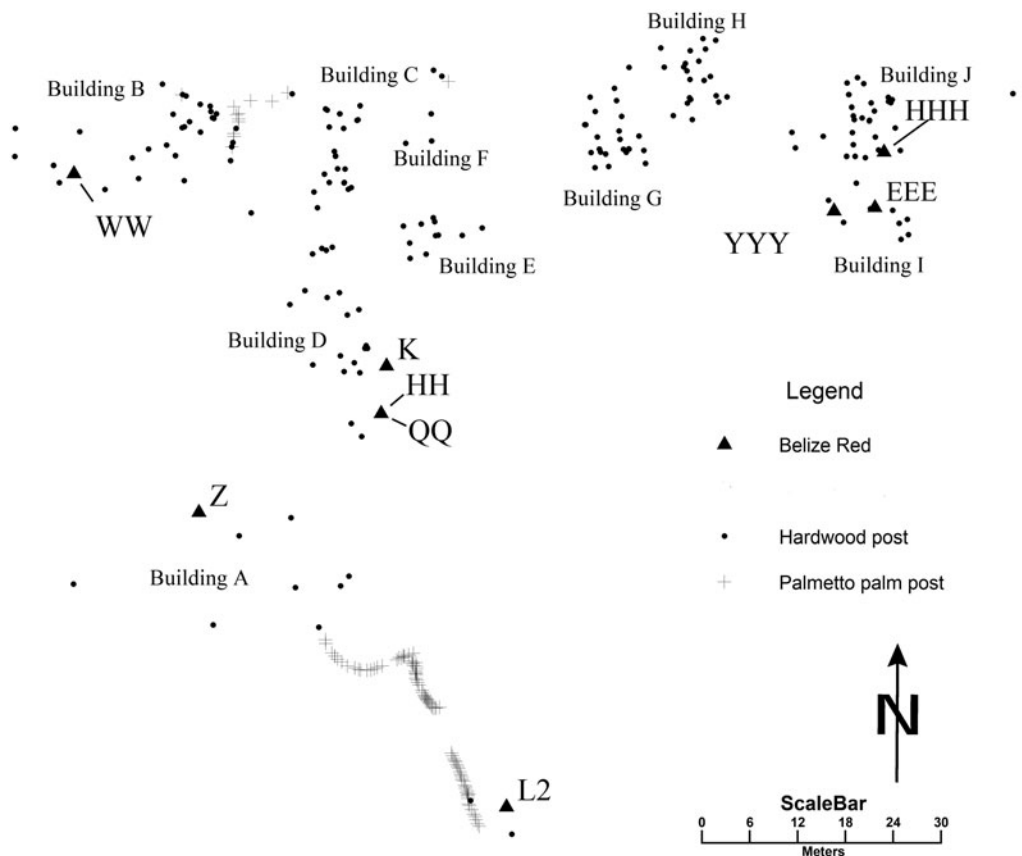 Building H
Building B
Building C
Building J
HHH
Building F
Building G
EEE
WW
YYY
Building E
Building I
Building D
K
HH
QQ
Legend
Belize Red
Z
Hardwood post
Building A
Palmetto palm post
N
L2
ScaleBar
0 6 12 18 24 30
Meters